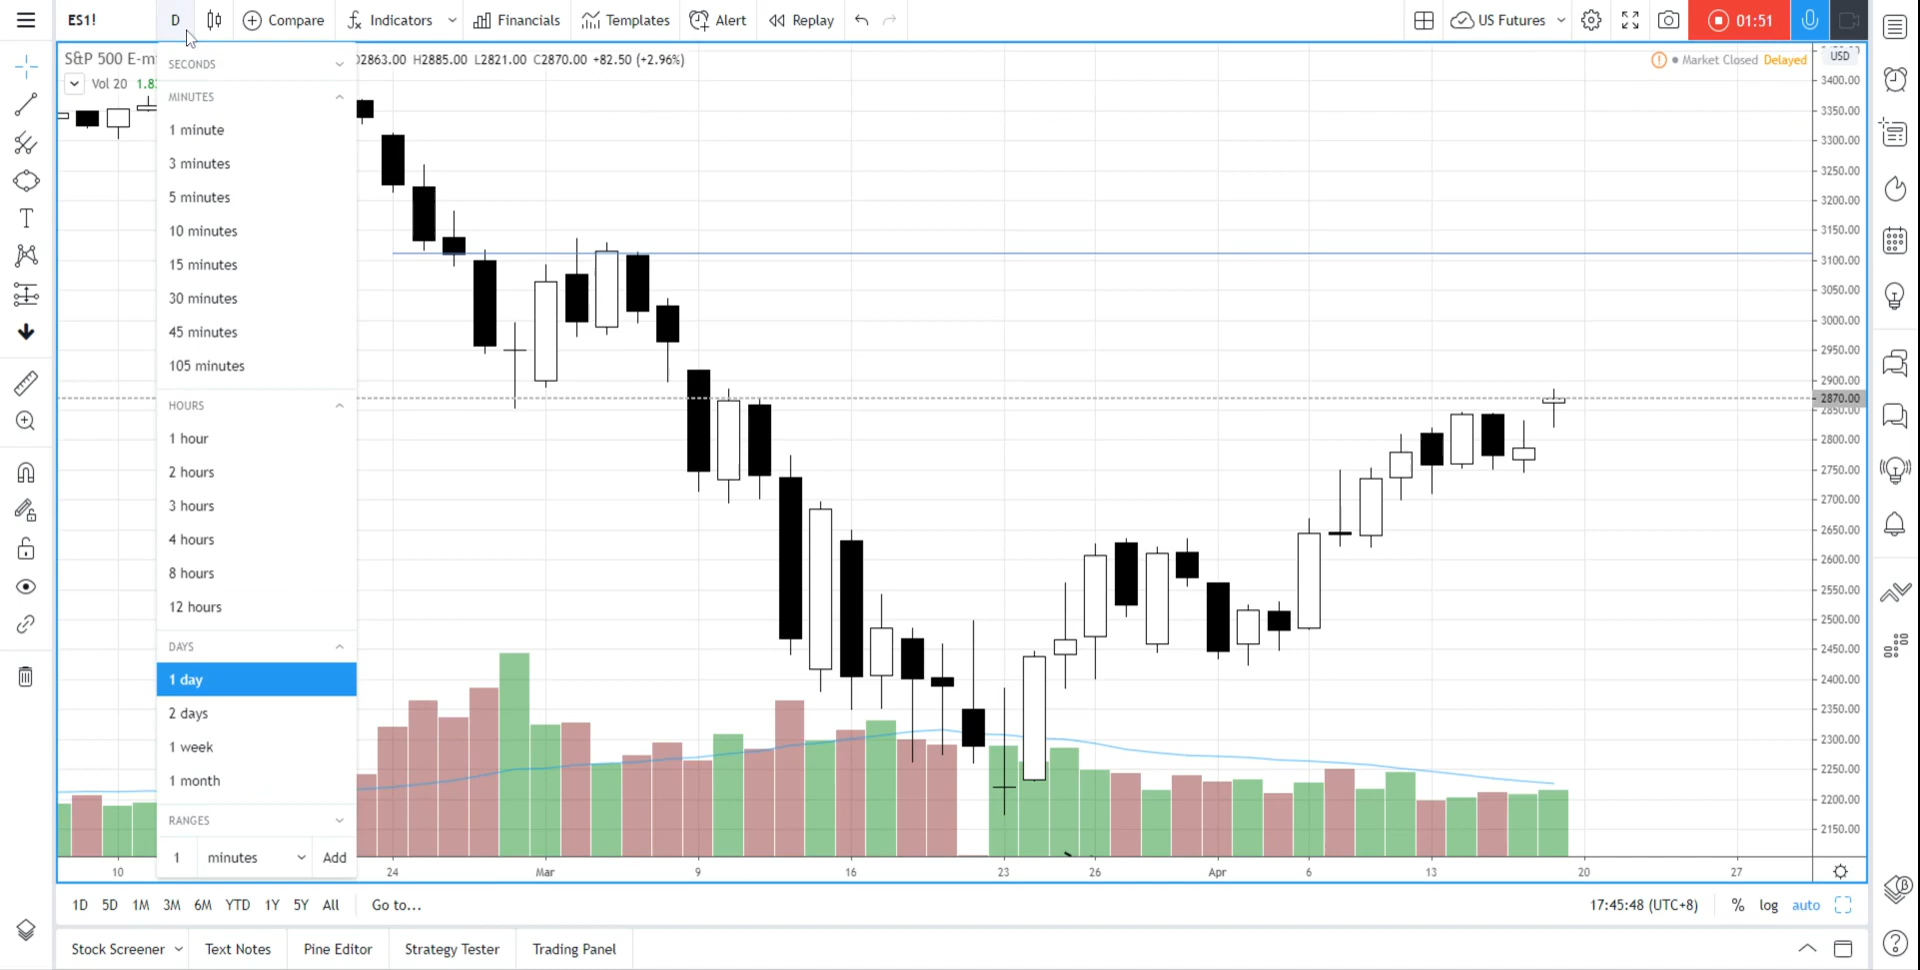 ES1!
D
Compare
Indicators
Financials
Templates
Alert
Replay
US Futures
01:51
S&P 500 E-m
O2863.00 H2885.00 L2821.00 C2870.00 +82.50 (+2.96%)
Market Closed Delayed
USD
Vol 20 1.8
SECONDS
MINUTES
1 minute
3 minutes
5 minutes
10 minutes
15 minutes
30 minutes
45 minutes
105 minutes
HOURS
1 hour
2 hours
3 hours
4 hours
8 hours
12 hours
DAYS
1 day
2 days
1 week
1 month
RANGES
1 minutes Add
3400.00
3350.00
3300.00
3250.00
3200.00
3150.00
3100.00
3050.00
3000.00
2950.00
2900.00
2870.00
2850.00
2800.00
2750.00
2700.00
2650.00
2600.00
2550.00
2500.00
2450.00
2400.00
2350.00
2300.00
2250.00
2200.00
2150.00
10 24 Mar 9 16 23 26 Apr 6 13 20 27
1D 5D 1M 3M 6M YTD 1Y 5Y All Go to...
17:45:48 (UTC+8) % log auto
Stock Screener Text Notes Pine Editor Strategy Tester Trading Panel